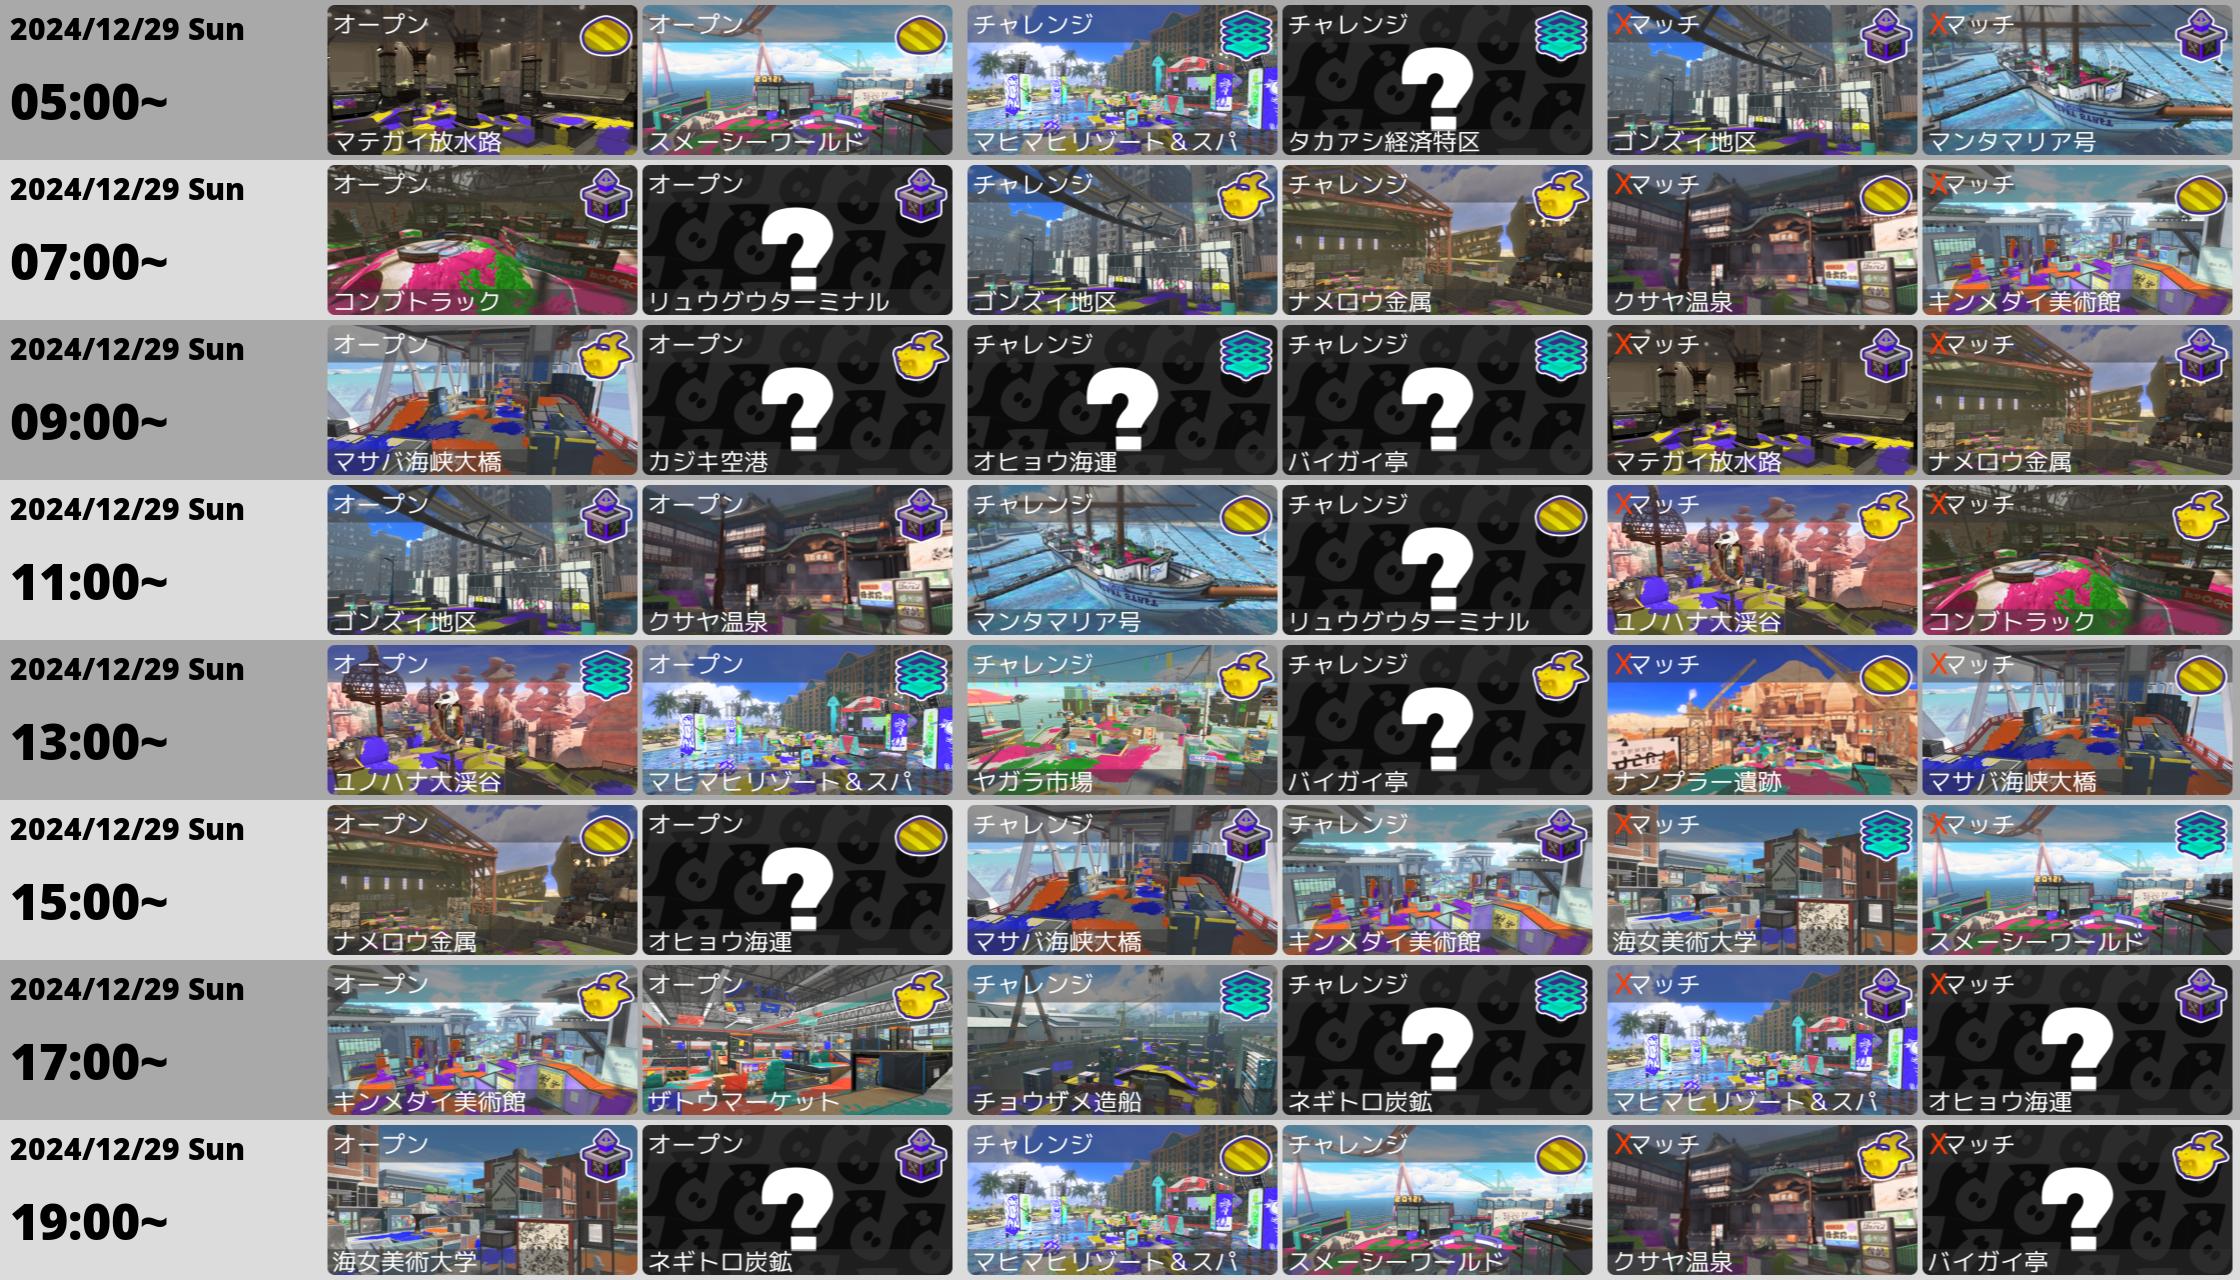 2024/12/29 Sun
05:00~
オープン
マテガイ放水路
オープン
スメーシーワールド
チャレンジ
マヒマヒリゾート＆スパ
チャレンジ
タカアシ経済特区
Xマッチ
ゴンズイ地区
Xマッチ
マンタマリア号
2024/12/29 Sun
07:00~
オープン
コンブトラック
オープン
リュウグウターミナル
チャレンジ
ゴンズイ地区
チャレンジ
ナメロウ金属
Xマッチ
クサヤ温泉
Xマッチ
キンメダイ美術館
2024/12/29 Sun
09:00~
オープン
マサバ海峡大橋
オープン
カジキ空港
チャレンジ
オヒョウ海運
チャレンジ
バイガイ亭
Xマッチ
マテガイ放水路
Xマッチ
ナメロウ金属
2024/12/29 Sun
11:00~
オープン
ゴンズイ地区
オープン
クサヤ温泉
チャレンジ
マンタマリア号
チャレンジ
リュウグウターミナル
Xマッチ
ユノハナ大渓谷
Xマッチ
コンブトラック
2024/12/29 Sun
13:00~
オープン
ユノハナ大渓谷
オープン
マヒマヒリゾート＆スパ
チャレンジ
ヤガラ市場
チャレンジ
バイガイ亭
Xマッチ
ナンプラー遺跡
Xマッチ
マサバ海峡大橋
2024/12/29 Sun
15:00~
オープン
ナメロウ金属
オープン
オヒョウ海運
チャレンジ
マサバ海峡大橋
チャレンジ
キンメダイ美術館
Xマッチ
海女美術大学
Xマッチ
スメーシーワールド
2024/12/29 Sun
17:00~
オープン
キンメダイ美術館
オープン
ザトウマーケット
チャレンジ
チョウザメ造船
チャレンジ
ネギトロ炭鉱
Xマッチ
マヒマヒリゾート＆スパ
Xマッチ
オヒョウ海運
2024/12/29 Sun
19:00~
オープン
海女美術大学
オープン
ネギトロ炭鉱
チャレンジ
マヒマヒリゾート＆スパ
チャレンジ
スメーシーワールド
Xマッチ
クサヤ温泉
Xマッチ
バイガイ亭